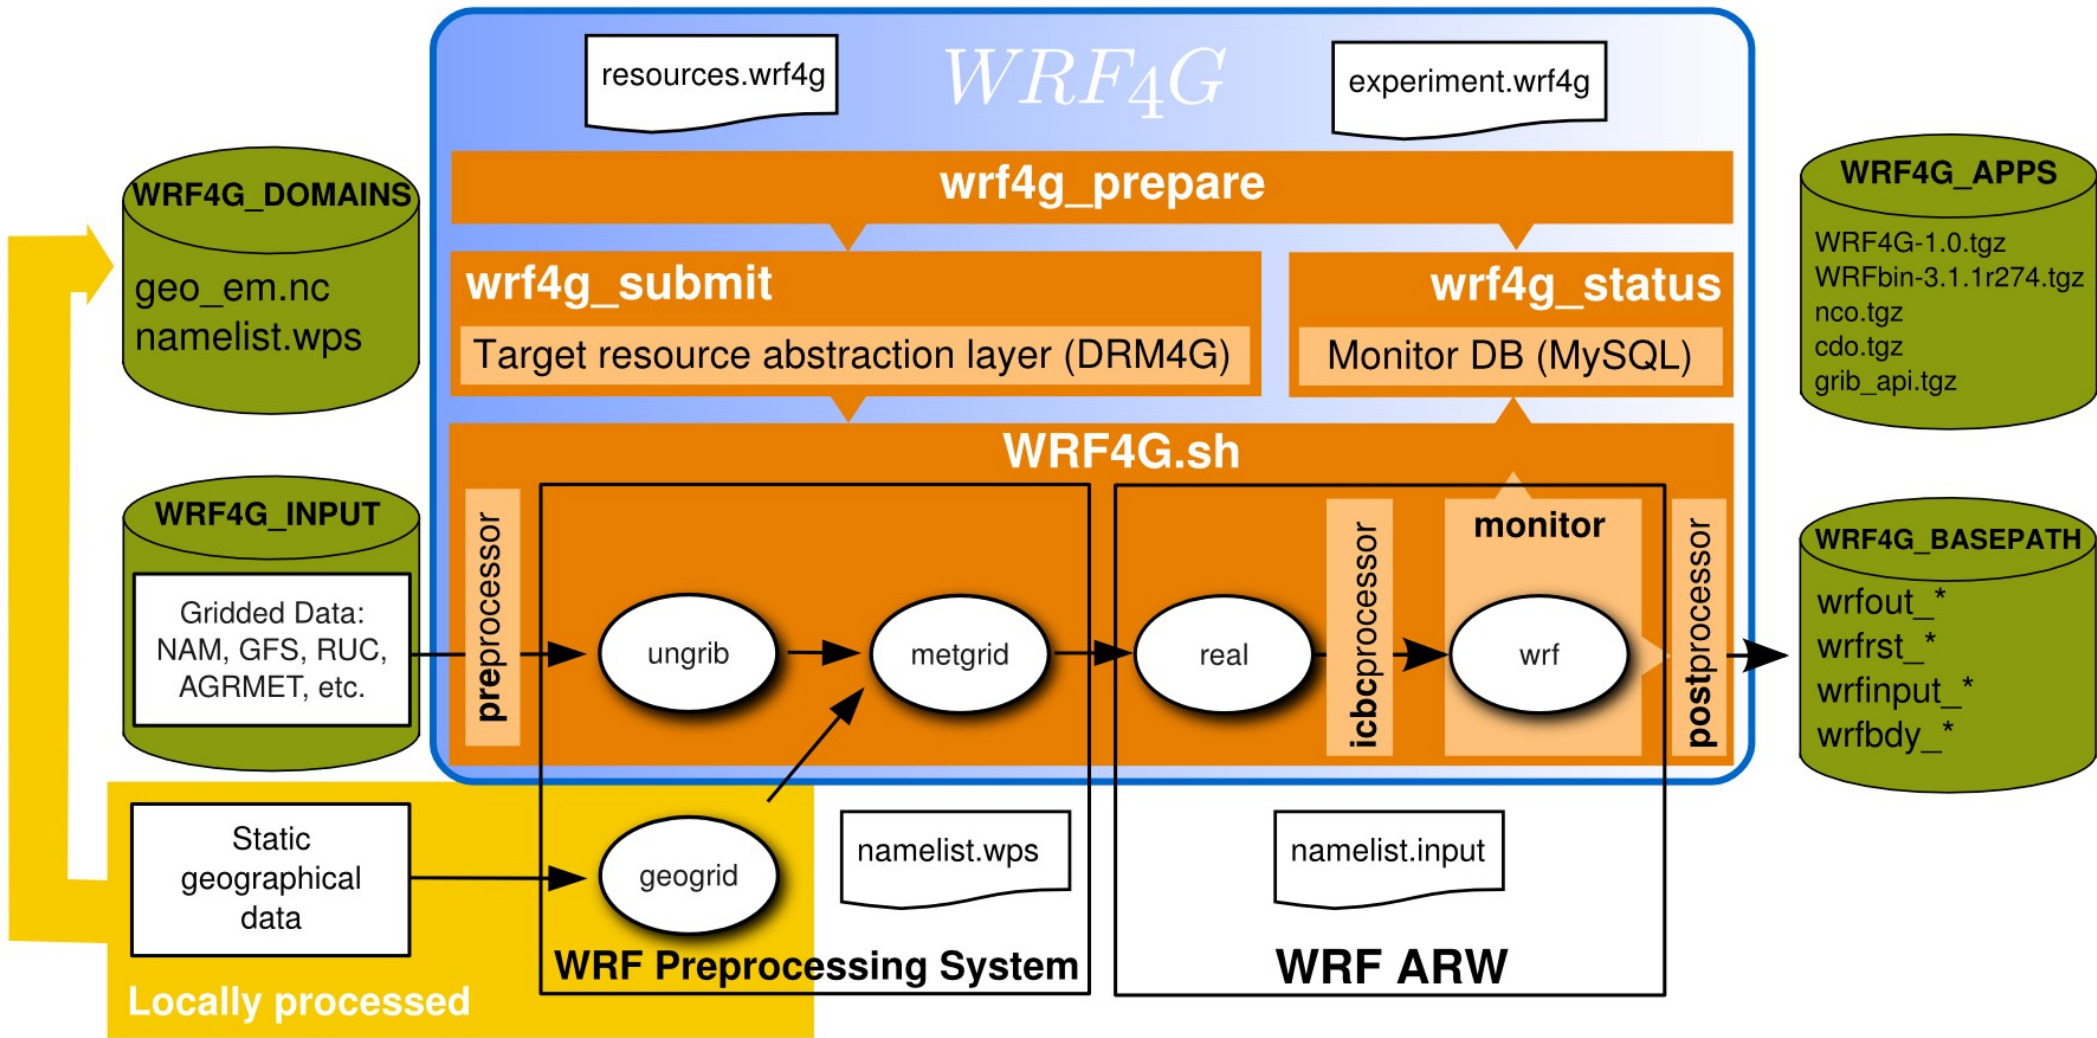 WRF4G
resources.wrf4g
experiment.wrf4g
wrf4g_prepare
wrf4g_submit
Target resource abstraction layer (DRM4G)
wrf4g_status
Monitor DB (MySQL)
WRF4G.sh
WRF4G_DOMAINS
geo_em.nc
namelist.wps
WRF4G_INPUT
Gridded Data:
NAM, GFS, RUC,
AGRMET, etc.
preprocessor
ungrib
metgrid
real
icbcprocessor
monitor
wrf
postprocessor
WRF4G_APPS
WRF4G-1.0.tgz
WRFbin-3.1.1r274.tgz
nco.tgz
cdo.tgz
grib_api.tgz
WRF4G_BASEPATH
wrfout_*
wrfrst_*
wrfinput_*
wrfbdy_*
Static
geographical
data
geogrid
namelist.wps
namelist.input
WRF Preprocessing System
WRF ARW
Locally processed